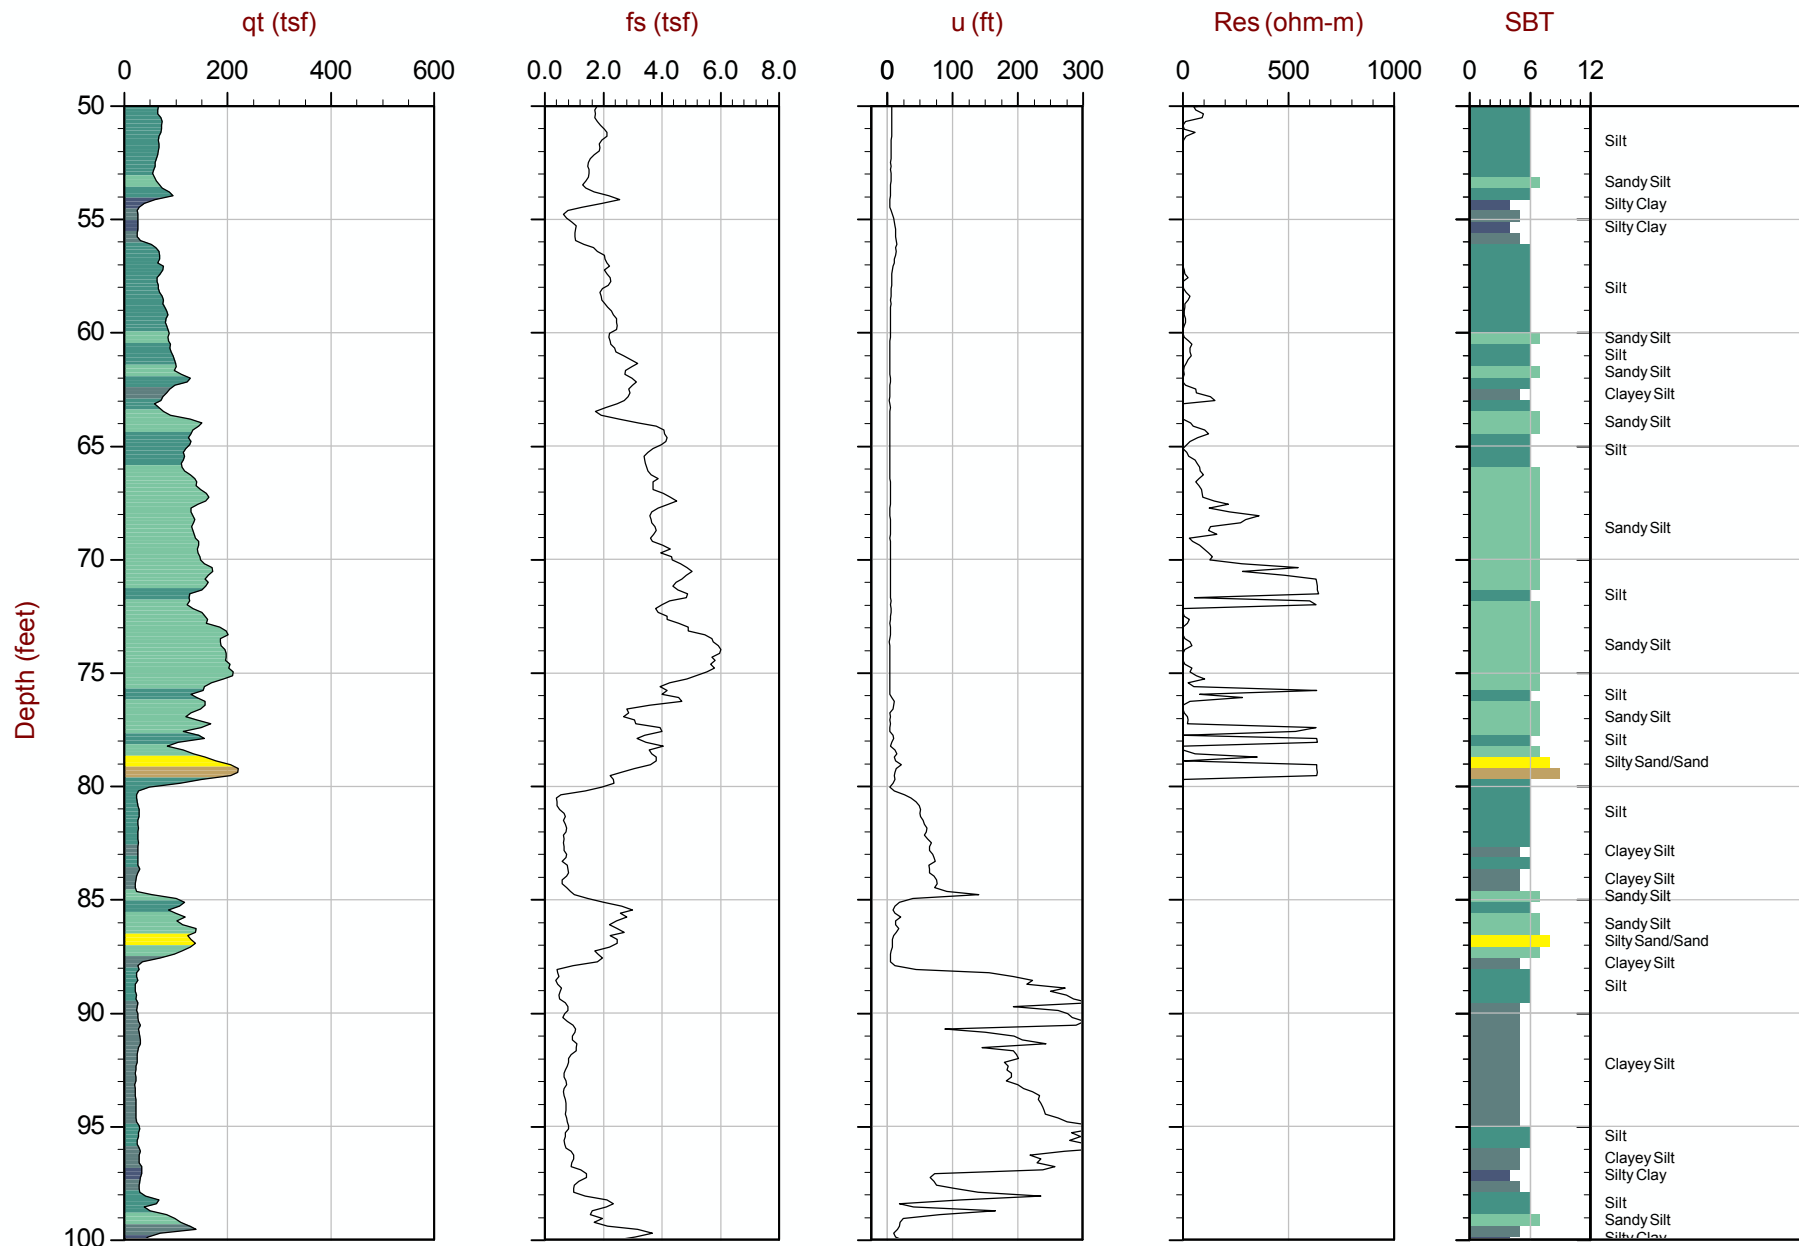 qt (tsf) fs (tsf) u (ft) Res (ohm-m) SBT
0 200 400 600 0.0 2.0 4.0 6.0 8.0 0 100 200 300 0 500 1000 0 6 12
50
Silt
Sandy Silt
Silty Clay
55
Silty Clay
Silt
60
Sandy Silt
Silt
Sandy Silt
Clayey Silt
Sandy Silt
65
Silt
Sandy Silt
70
Silt
Depth (feet)
Sandy Silt
75
Silt
Sandy Silt
Silt
Silty Sand/Sand
80
Silt
Clayey Silt
Clayey Silt
85
Sandy Silt
Sandy Silt
Silty Sand/Sand
Clayey Silt
Silt
90
Clayey Silt
95
Silt
Clayey Silt
Silty Clay
Silt
Sandy Silt
Silty Clay
100